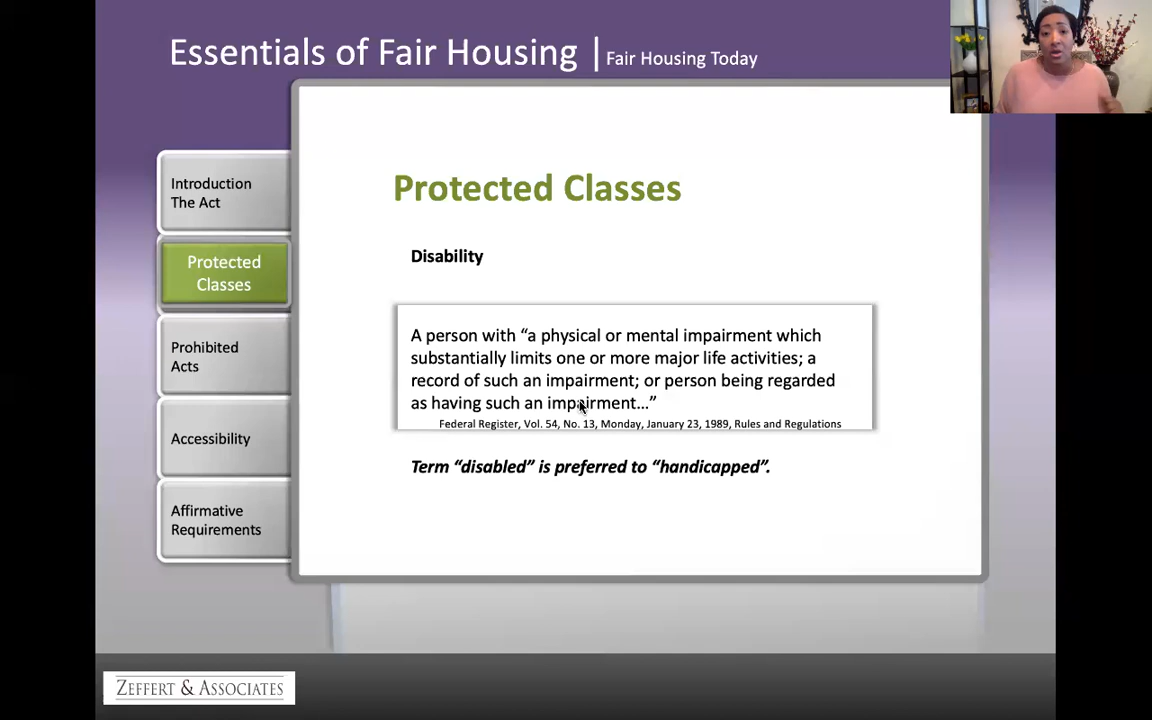 Essentials of Fair Housing | Fair Housing Today
Introduction
The Act
Protected
Classes
Prohibited
Acts
Accessibility
Affirmative
Requirements
Protected Classes
Disability
A person with “a physical or mental impairment which
substantially limits one or more major life activities; a
record of such an impairment; or person being regarded
as having such an impairment...”
Federal Register, Vol. 54, No. 13, Monday, January 23, 1989, Rules and Regulations
Term “disabled” is preferred to “handicapped”.
ZEFFERT & ASSOCIATES